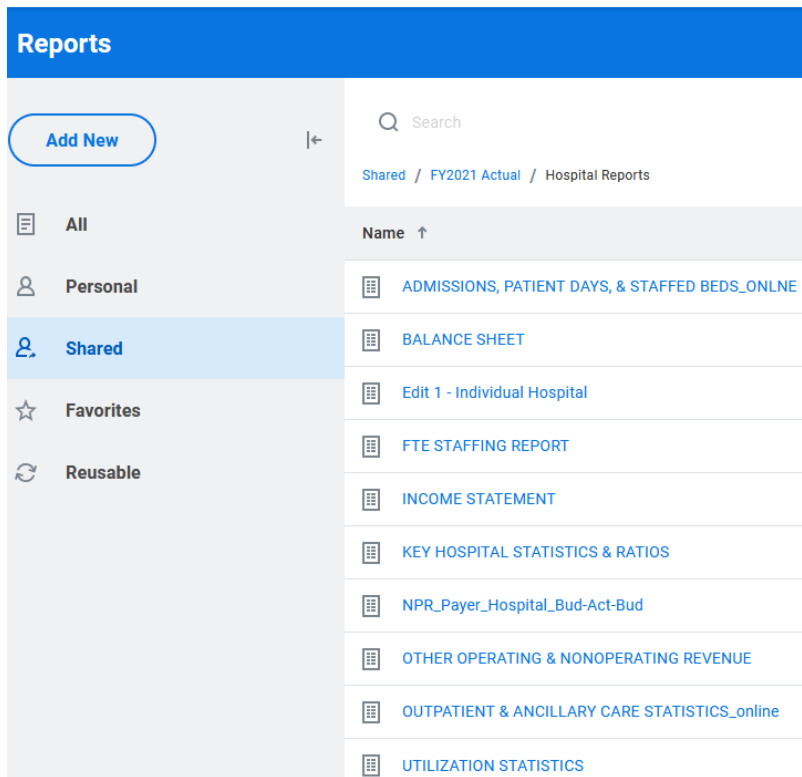 Reports
Add New
All
Personal
Shared
Favorites
Reusable
Search
Shared / FY2021 Actual / Hospital Reports
Name ↑
ADMISSIONS, PATIENT DAYS, & STAFFED BEDS_ONLNE
BALANCE SHEET
Edit 1 - Individual Hospital
FTE STAFFING REPORT
INCOME STATEMENT
KEY HOSPITAL STATISTICS & RATIOS
NPR_Payer_Hospital_Bud-Act-Bud
OTHER OPERATING & NONOPERATING REVENUE
OUTPATIENT & ANCILLARY CARE STATISTICS_online
UTILIZATION STATISTICS